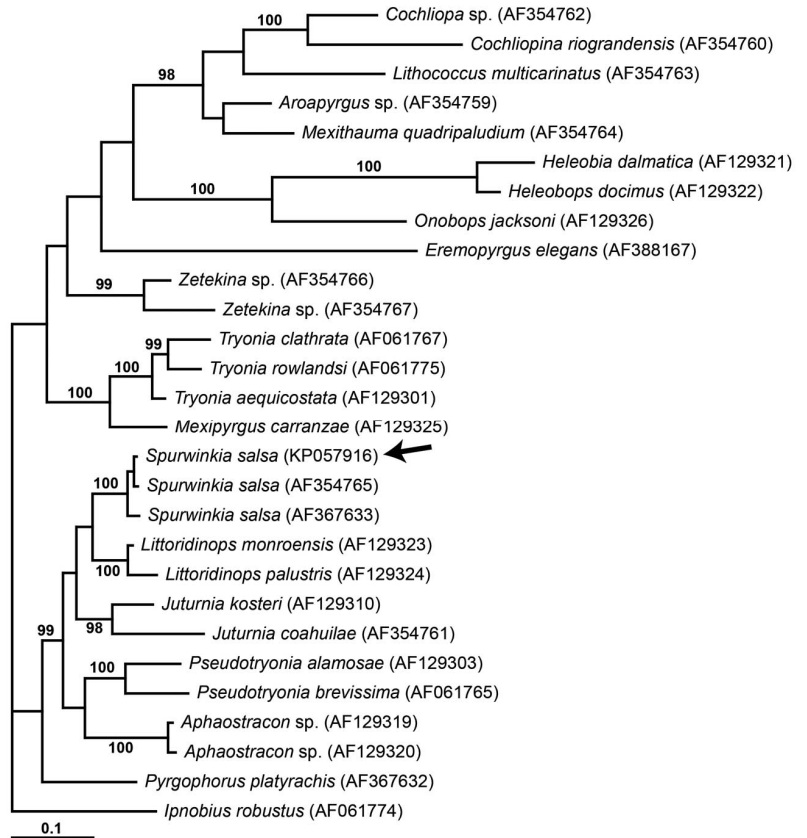 Cochliopa sp. (AF354762)
100
Cochliopina riograndensis (AF354760)
98
Lithococcus multicarinatus (AF354763)
Aroapyrgus sp. (AF354759)
Mexithauma quadripaludium (AF354764)
100
Heleobia dalmatica (AF129321)
100
Heleobops docimus (AF129322)
Onobops jacksoni (AF129326)
Eremopyrgus elegans (AF388167)
99
Zetekina sp. (AF354766)
Zetekina sp. (AF354767)
99
Tryonia clathrata (AF061767)
100
Tryonia rowlandsi (AF061775)
100
Tryonia aequicostata (AF129301)
Mexipyrgus carranzae (AF129325)
Spurwinkia salsa (KP057916)
100
Spurwinkia salsa (AF354765)
Spurwinkia salsa (AF367633)
Littoridinops monroensis (AF129323)
100
Littoridinops palustris (AF129324)
Juturnia kosteri (AF129310)
99
98
Juturnia coahuilae (AF354761)
100
Pseudotryonia alamosae (AF129303)
Pseudotryonia brevissima (AF061765)
Aphaostracon sp. (AF129319)
100
Aphaostracon sp. (AF129320)
Pyrgophorus platyrachis (AF367632)
Ipnobius robustus (AF061774)
0.1